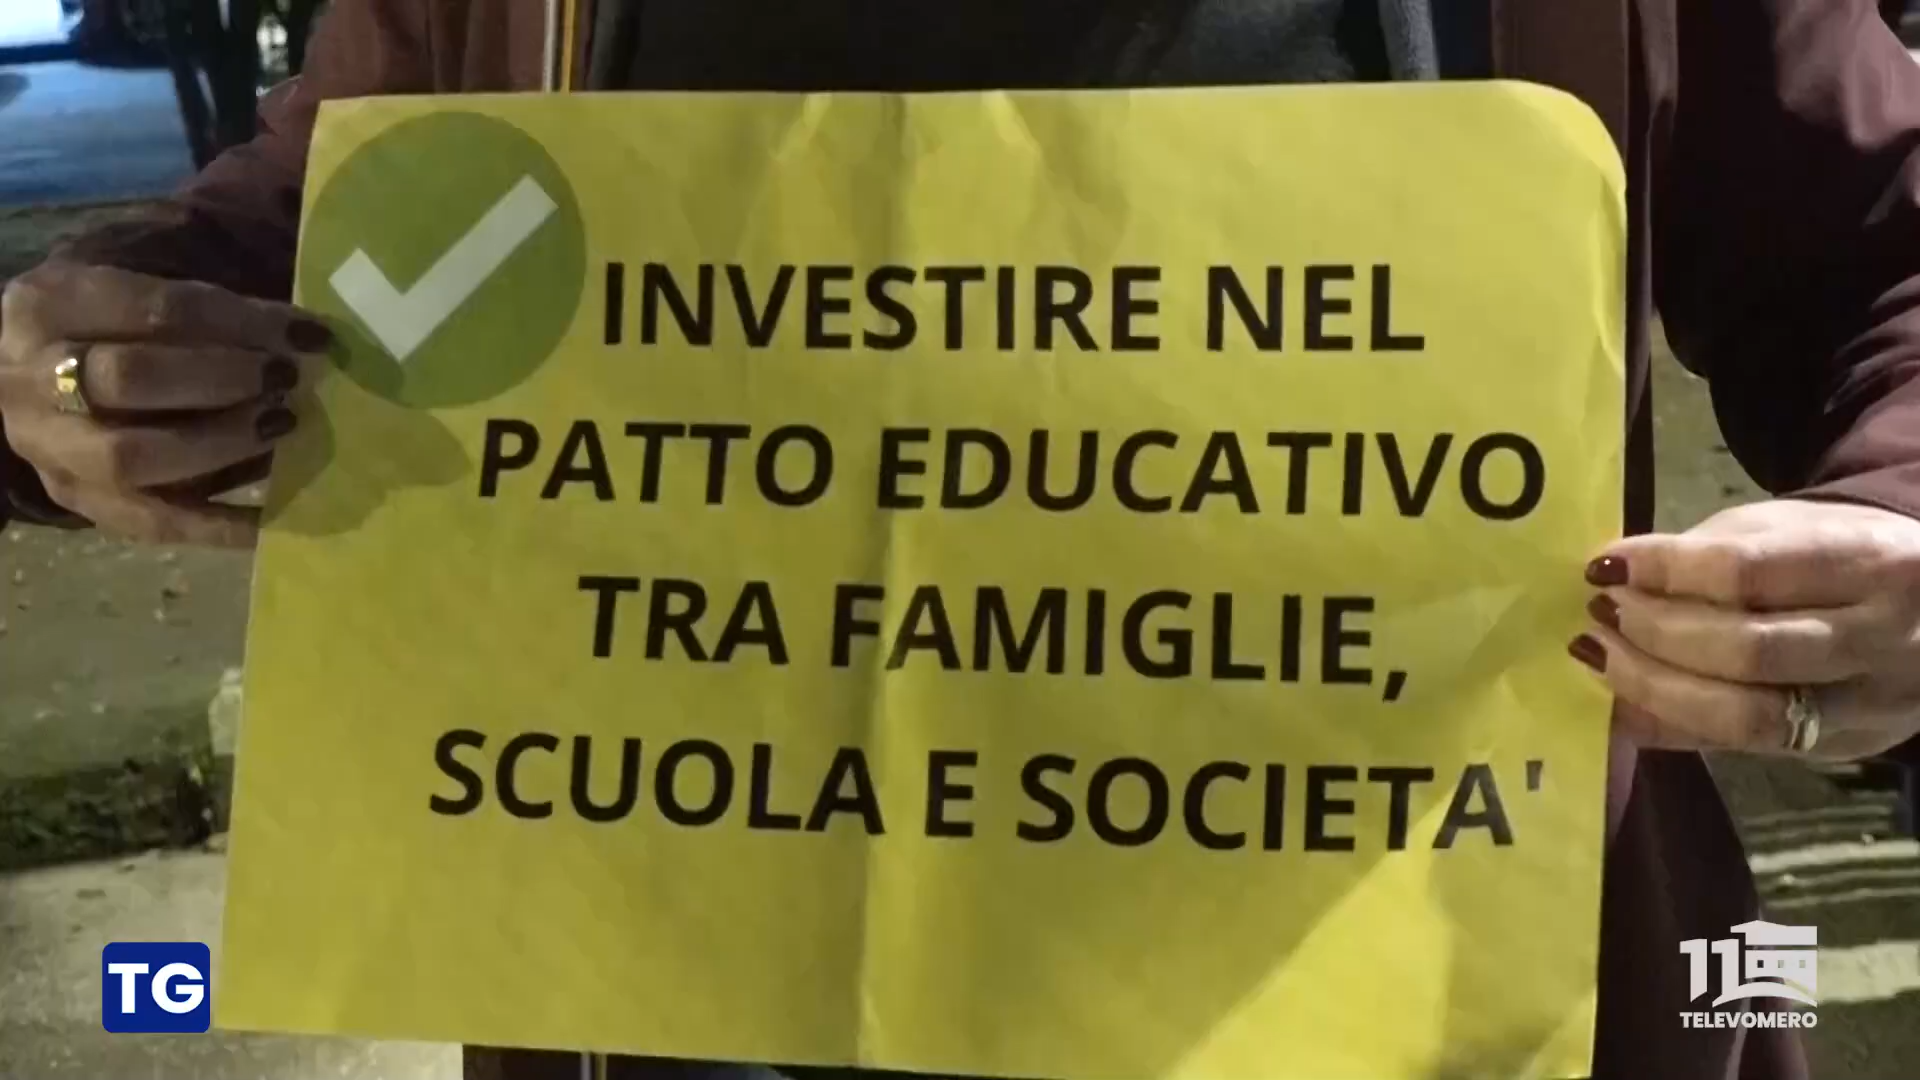 INVESTIRE NEL
PATTO EDUCATIVO
TRA FAMIGLIE,
SCUOLA E SOCIETA'
TG
11
TELEVOMERO